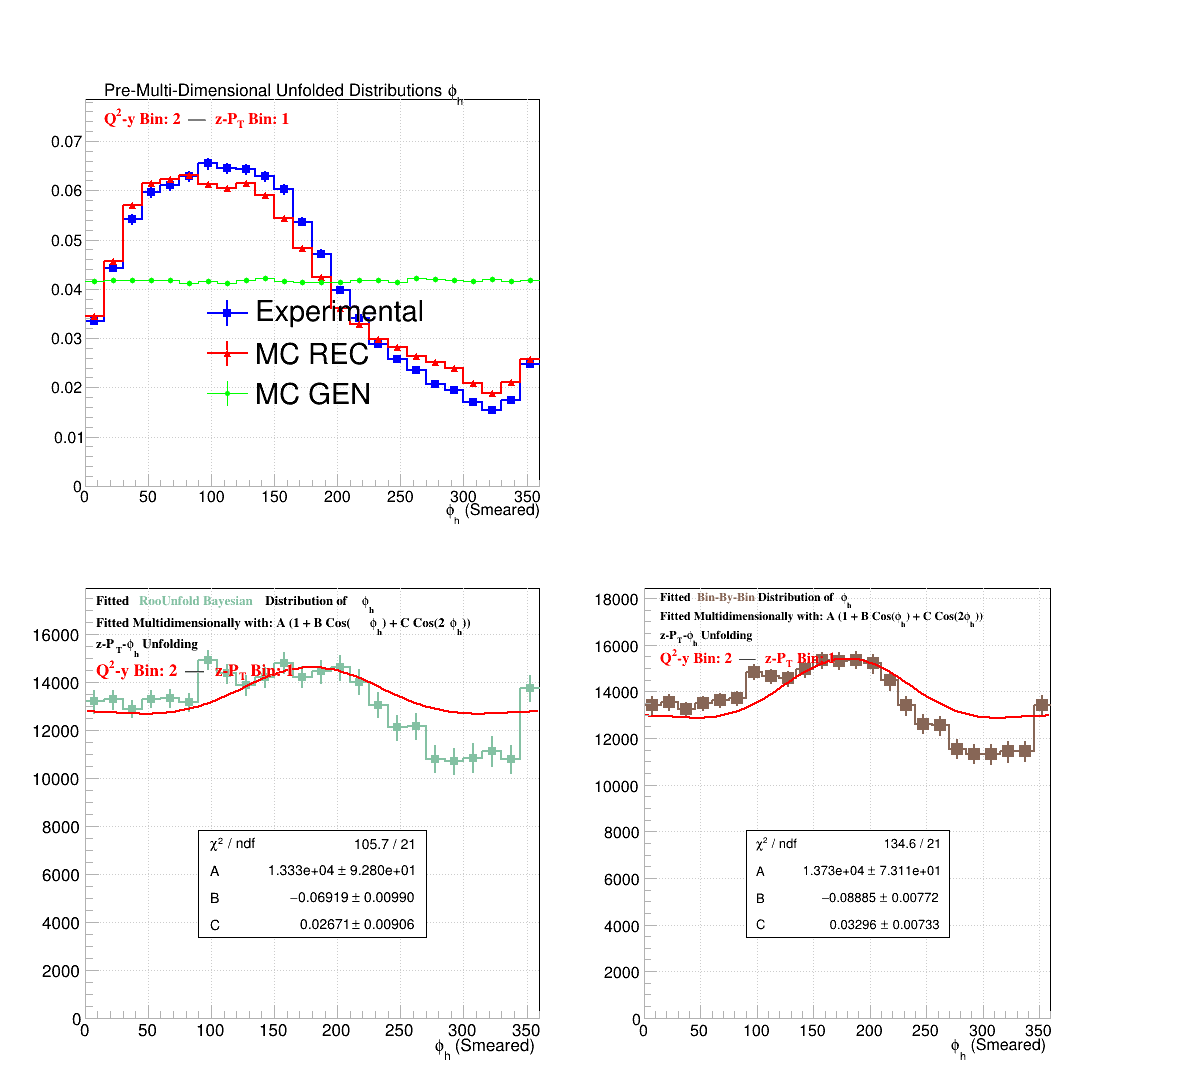 Pre-Multi-Dimensional Unfolded Distributions ϕh
Q²-y Bin: 2 — z-PT Bin: 1
0.07
0.06
0.05
0.04
0.03
0.02
0.01
0
Experimental
MC REC
MC GEN
0 50 100 150 200 250 300 350
ϕh (Smeared)
Fitted RooUnfold Bayesian Distribution of ϕh
Fitted Multidimensionally with: A (1 + B Cos( ϕh) + C Cos(2 ϕh))
z-PT-ϕh Unfolding
Q²-y Bin: 2 — z-PT Bin: 1
16000
14000
12000
10000
8000
6000
4000
2000
0
χ² / ndf 105.7 / 21
A 1.333e+04 ± 9.280e+01
B −0.06919 ± 0.00990
C 0.02671 ± 0.00906
0 50 100 150 200 250 300 350
ϕh (Smeared)
Fitted Bin-By-Bin Distribution of ϕh
Fitted Multidimensionally with: A (1 + B Cos(ϕh) + C Cos(2ϕh))
z-PT-ϕh Unfolding
Q²-y Bin: 2 — z-PT Bin: 1
18000
16000
14000
12000
10000
8000
6000
4000
2000
0
χ² / ndf 134.6 / 21
A 1.373e+04 ± 7.311e+01
B −0.08885 ± 0.00772
C 0.03296 ± 0.00733
0 50 100 150 200 250 300 350
ϕh (Smeared)